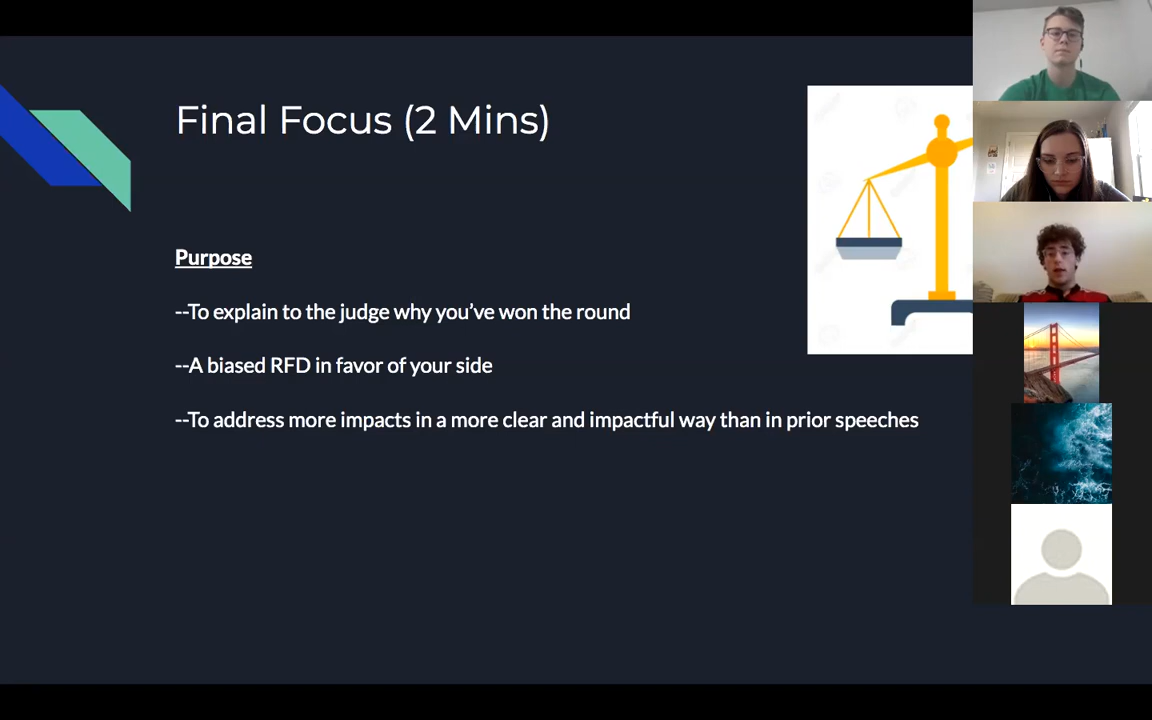 Final Focus (2 Mins)
Purpose
--To explain to the judge why you’ve won the round
--A biased RFD in favor of your side
--To address more impacts in a more clear and impactful way than in prior speeches